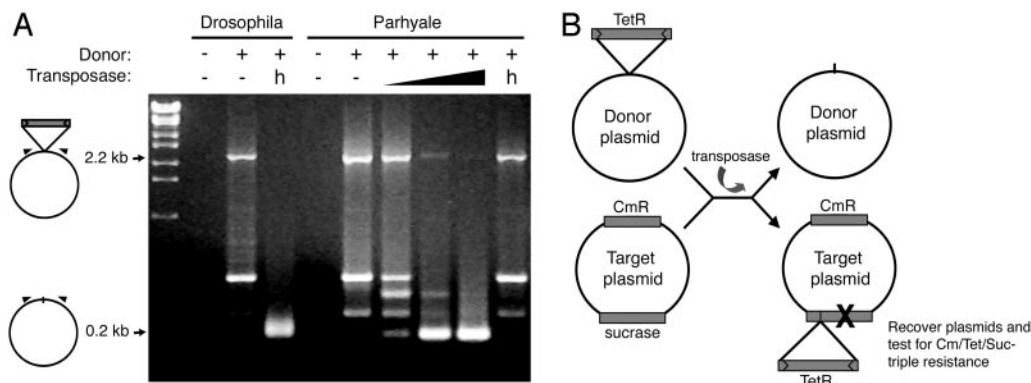 A
Drosophila Parhyale
Donor: - + + - + + + + +
Transposase: - - h - - h
2.2 kb
0.2 kb
B
TetR
Donor
plasmid
Donor
plasmid
transposase
CmR
Target
plasmid
sucrase
CmR
Target
plasmid
X
TetR
Recover plasmids and
test for Cm/Tet/Suc-
triple resistance